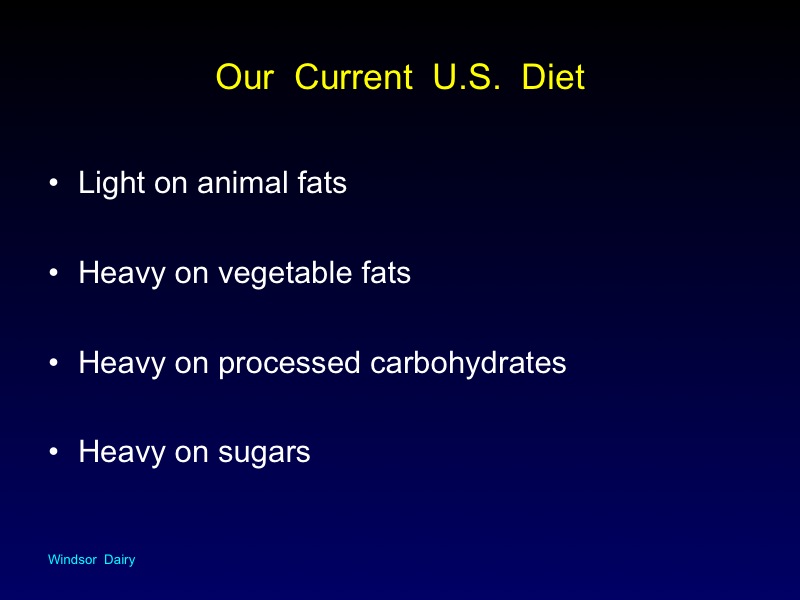 Our Current U.S. Diet
• Light on animal fats
• Heavy on vegetable fats
• Heavy on processed carbohydrates
• Heavy on sugars
Windsor Dairy